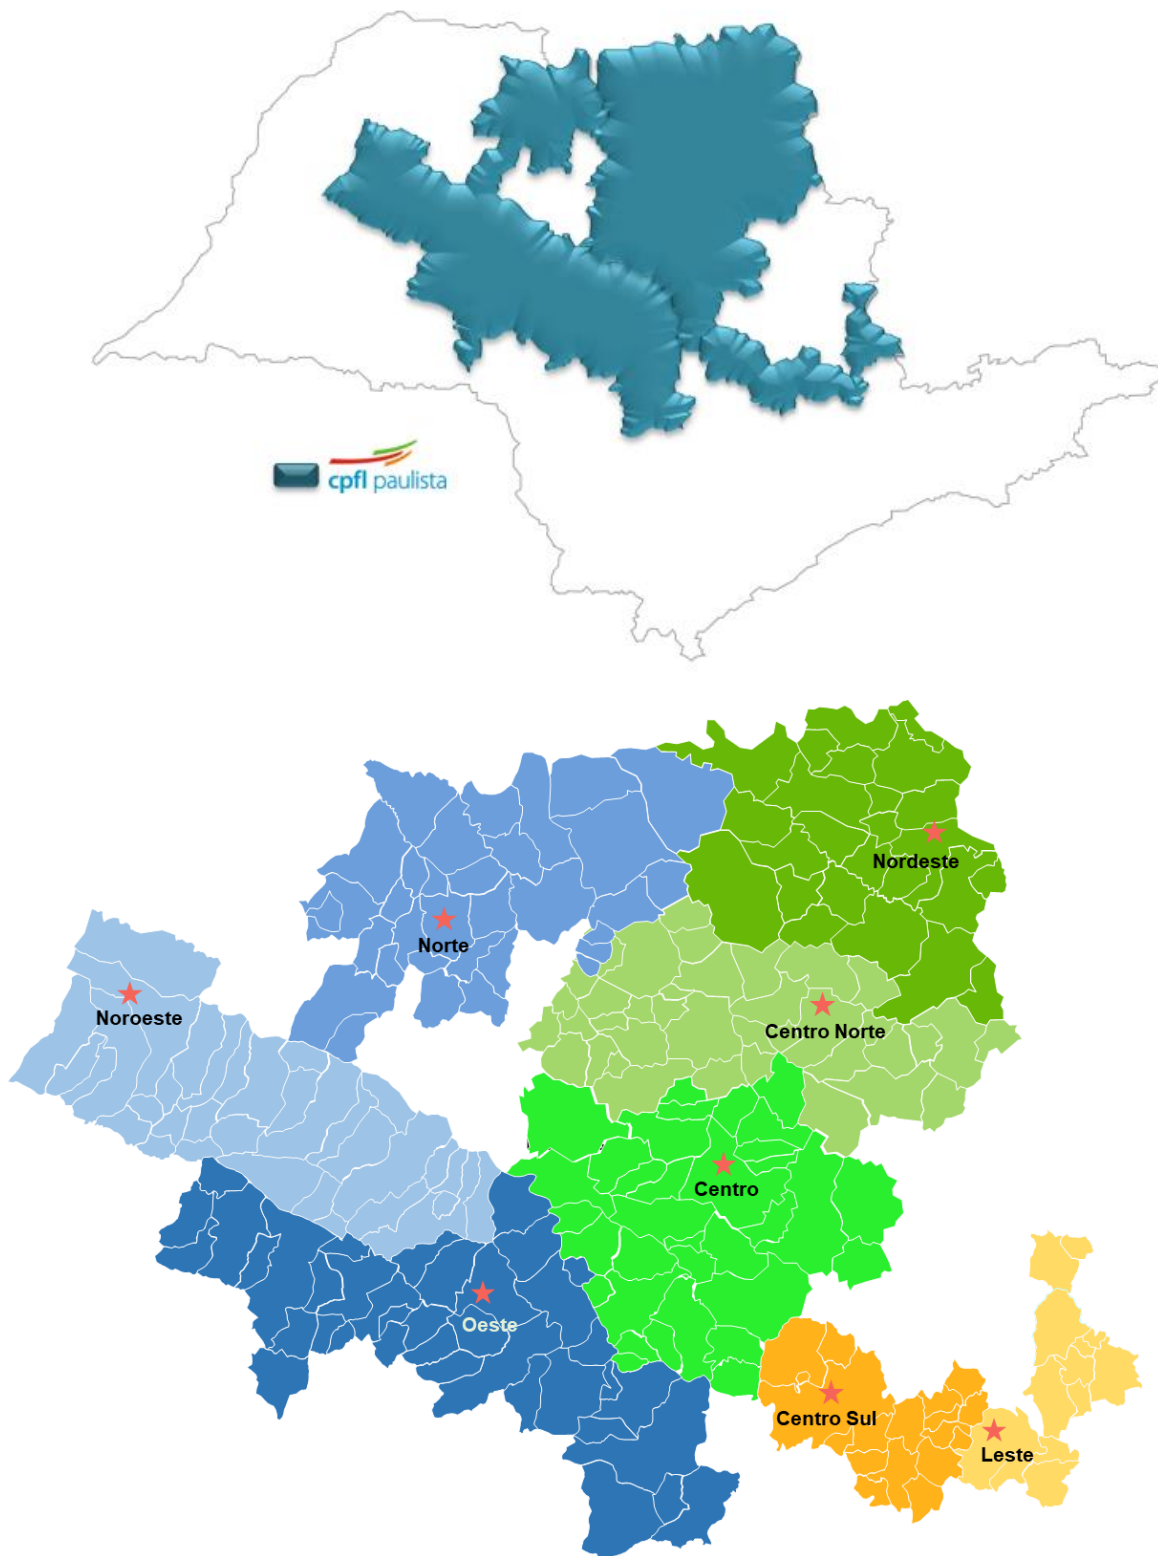 cpfl paulista
Nordeste
Norte
Noroeste
Centro Norte
Centro
Oeste
Centro Sul
Leste